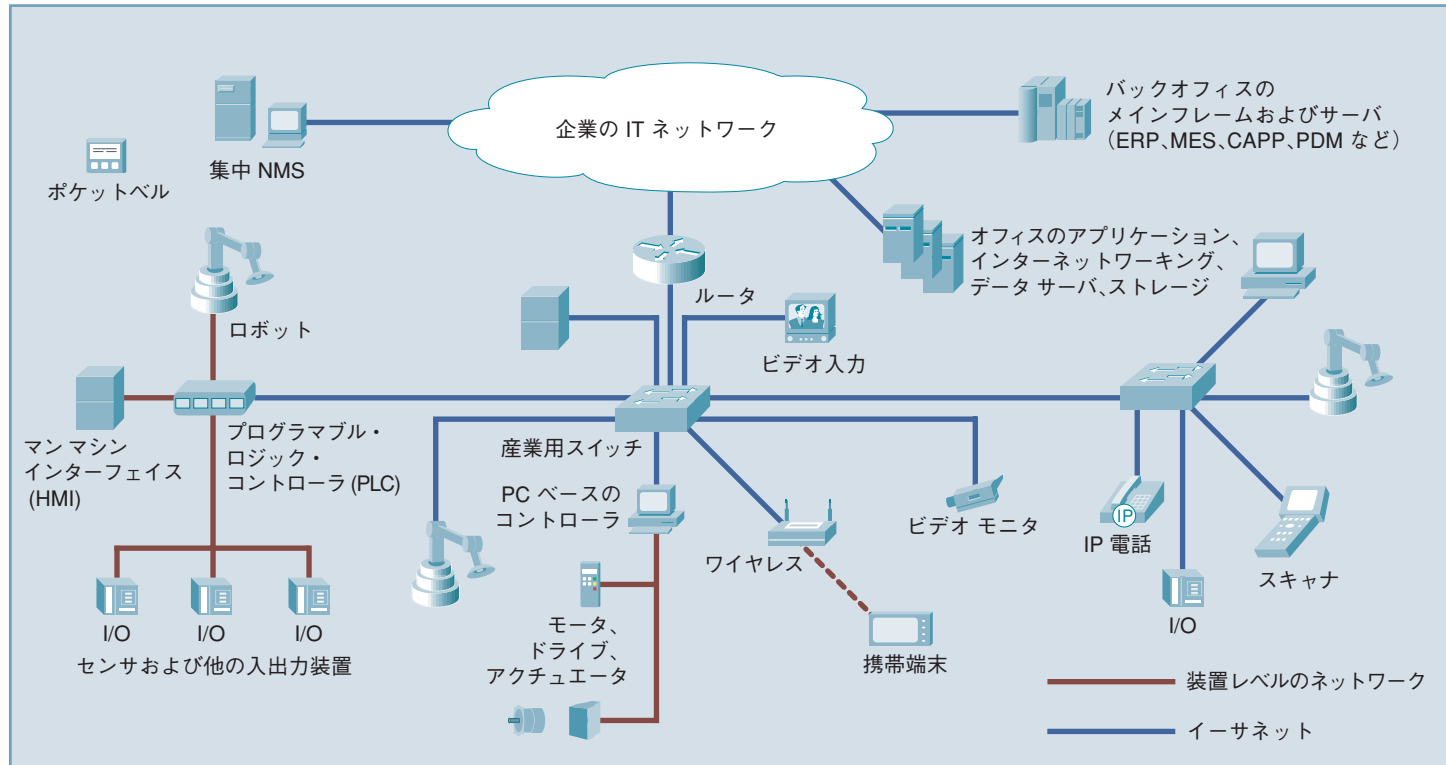 企業の IT ネットワーク
バックオフィスの
メインフレームおよびサーバ
（ERP、MES、CAPP、PDM など）
集中 NMS
ポケットベル
オフィスのアプリケーション、
インターネットワーキング、
データ サーバ、ストレージ
ルータ
ロボット
ビデオ入力
マン マシン
インターフェイス
(HMI)
プログラマブル・
ロジック・
コントローラ (PLC)
産業用スイッチ
PC ベースの
コントローラ
ワイヤレス
ビデオ モニタ
IP
IP 電話
スキャナ
I/O
I/O
I/O
I/O
センサおよび他の入出力装置
モータ、
ドライブ、
アクチュエータ
携帯端末
装置レベルのネットワーク
イーサネット